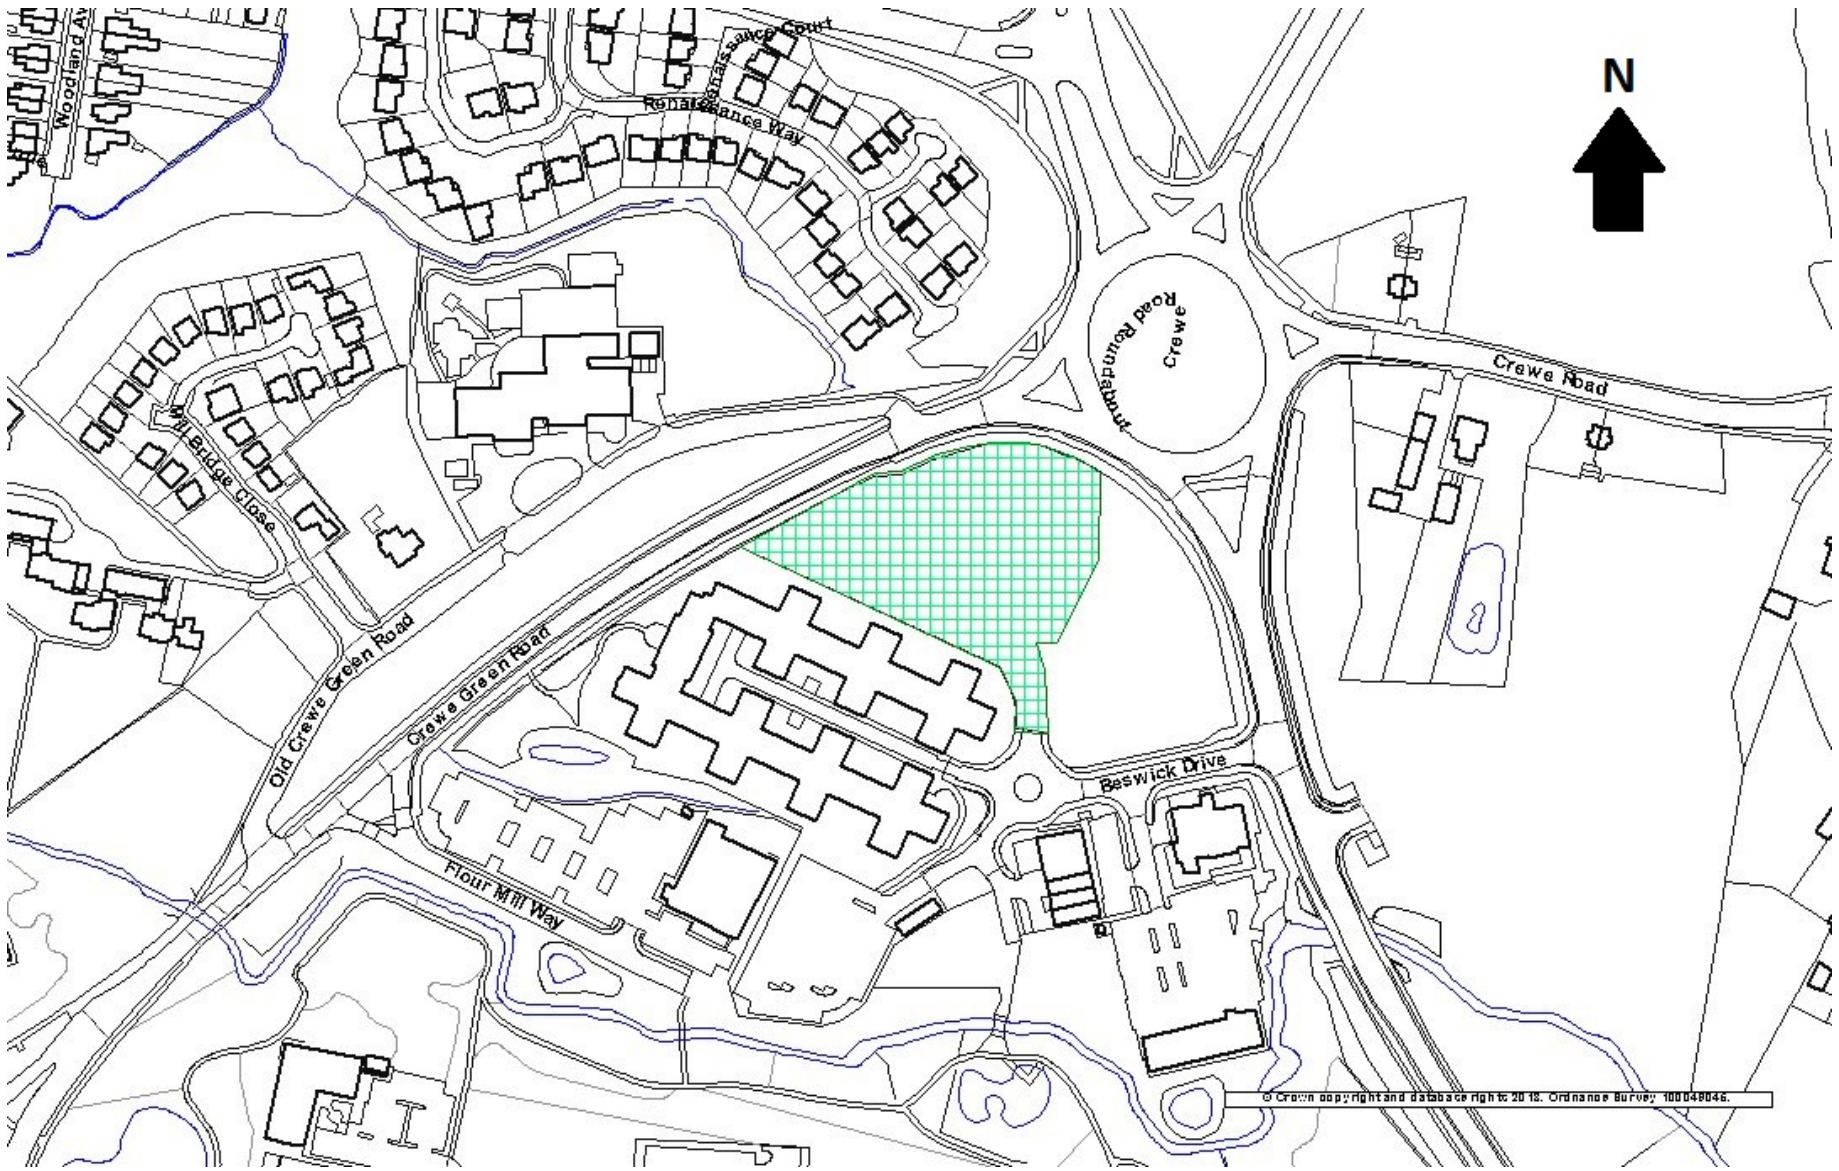 Woodland Av
Renaissance Court
Renaissance Way
N
Crewe
Road Roundabout
Crewe Road
Mill Bridge Close
Old Crewe Green Road
Crewe Green Road
Beswick Drive
Flour Mill Way
© Crown copyright and database rights 2018. Ordnance Survey 100049046.